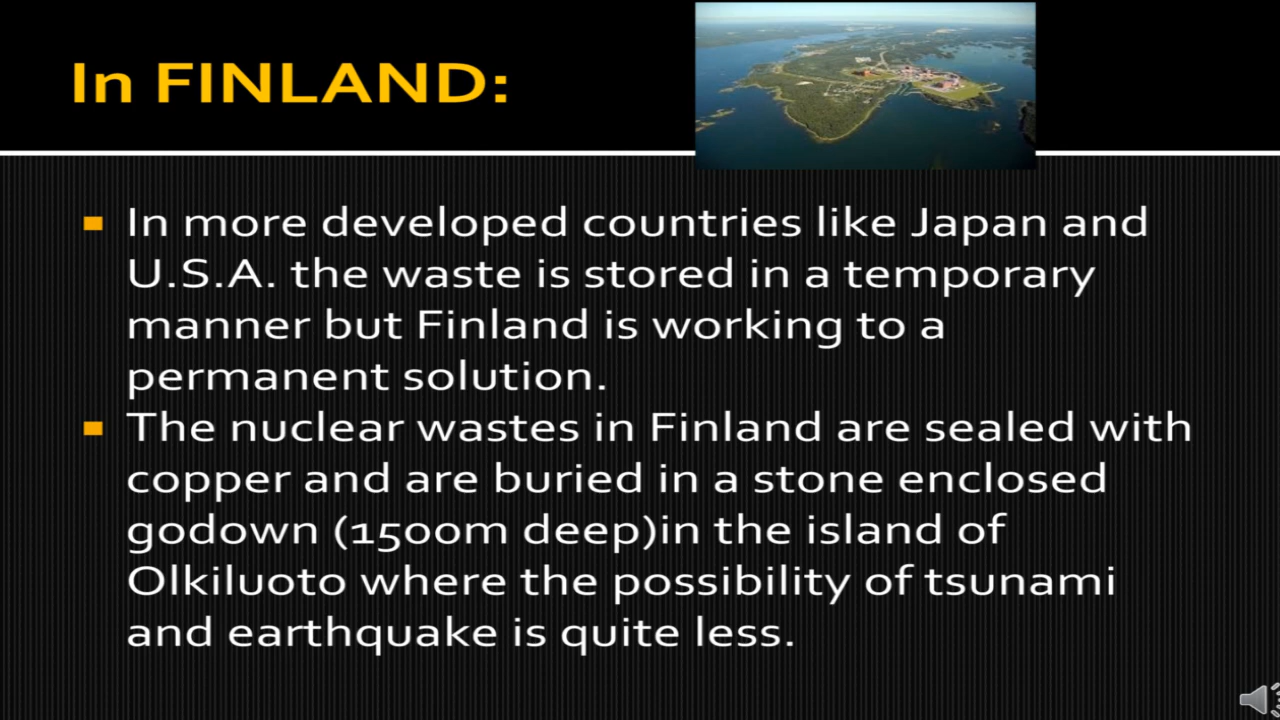 In FINLAND:
In more developed countries like Japan and
U.S.A. the waste is stored in a temporary
manner but Finland is working to a
permanent solution.
The nuclear wastes in Finland are sealed with
copper and are buried in a stone enclosed
godown (1500m deep)in the island of
Olkiluoto where the possibility of tsunami
and earthquake is quite less.